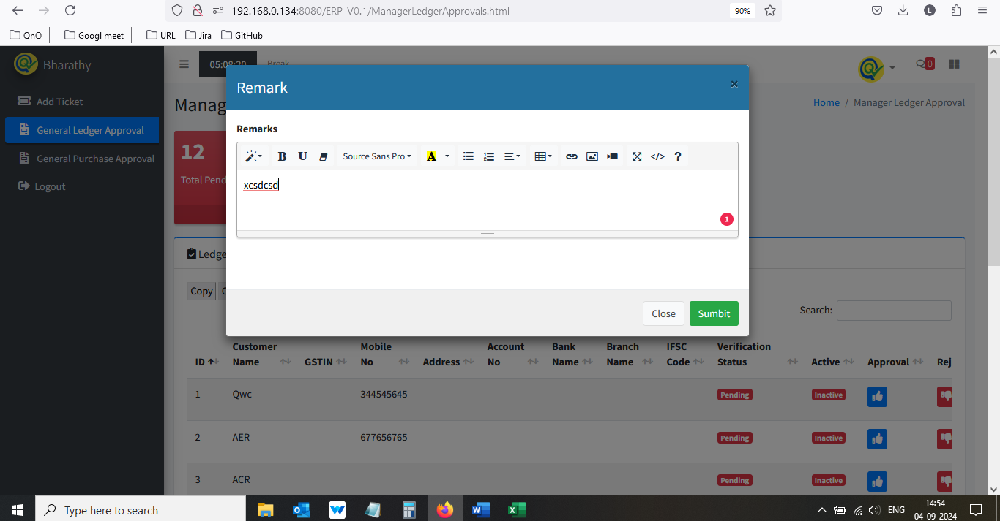 192.168.0.134:8080/ERP-V0.1/ManagerLedgerApprovals.html
90%
L
QnQ
Googl meet
URL
Jira
GitHub
Bharathy
05:08:20
Break
0
Add Ticket
General Ledger Approval
General Purchase Approval
Logout
Manag
Home / Manager Ledger Approval
12
Total Pend
Remark
×
Remarks
B U Source Sans Pro A </> ?
xcsdcsd
1
Close
Sumbit
Ledge
Copy
C
Search:
ID
Customer Name
GSTIN
Mobile No
Address
Account No
Bank Name
Branch Name
IFSC Code
Verification Status
Active
Approval
Rej
1 Qwc 344545645 Pending Inactive
2 AER 677656765 Pending Inactive
3 ACR Pending Inactive
Type here to search
ENG
14:54
04-09-2024